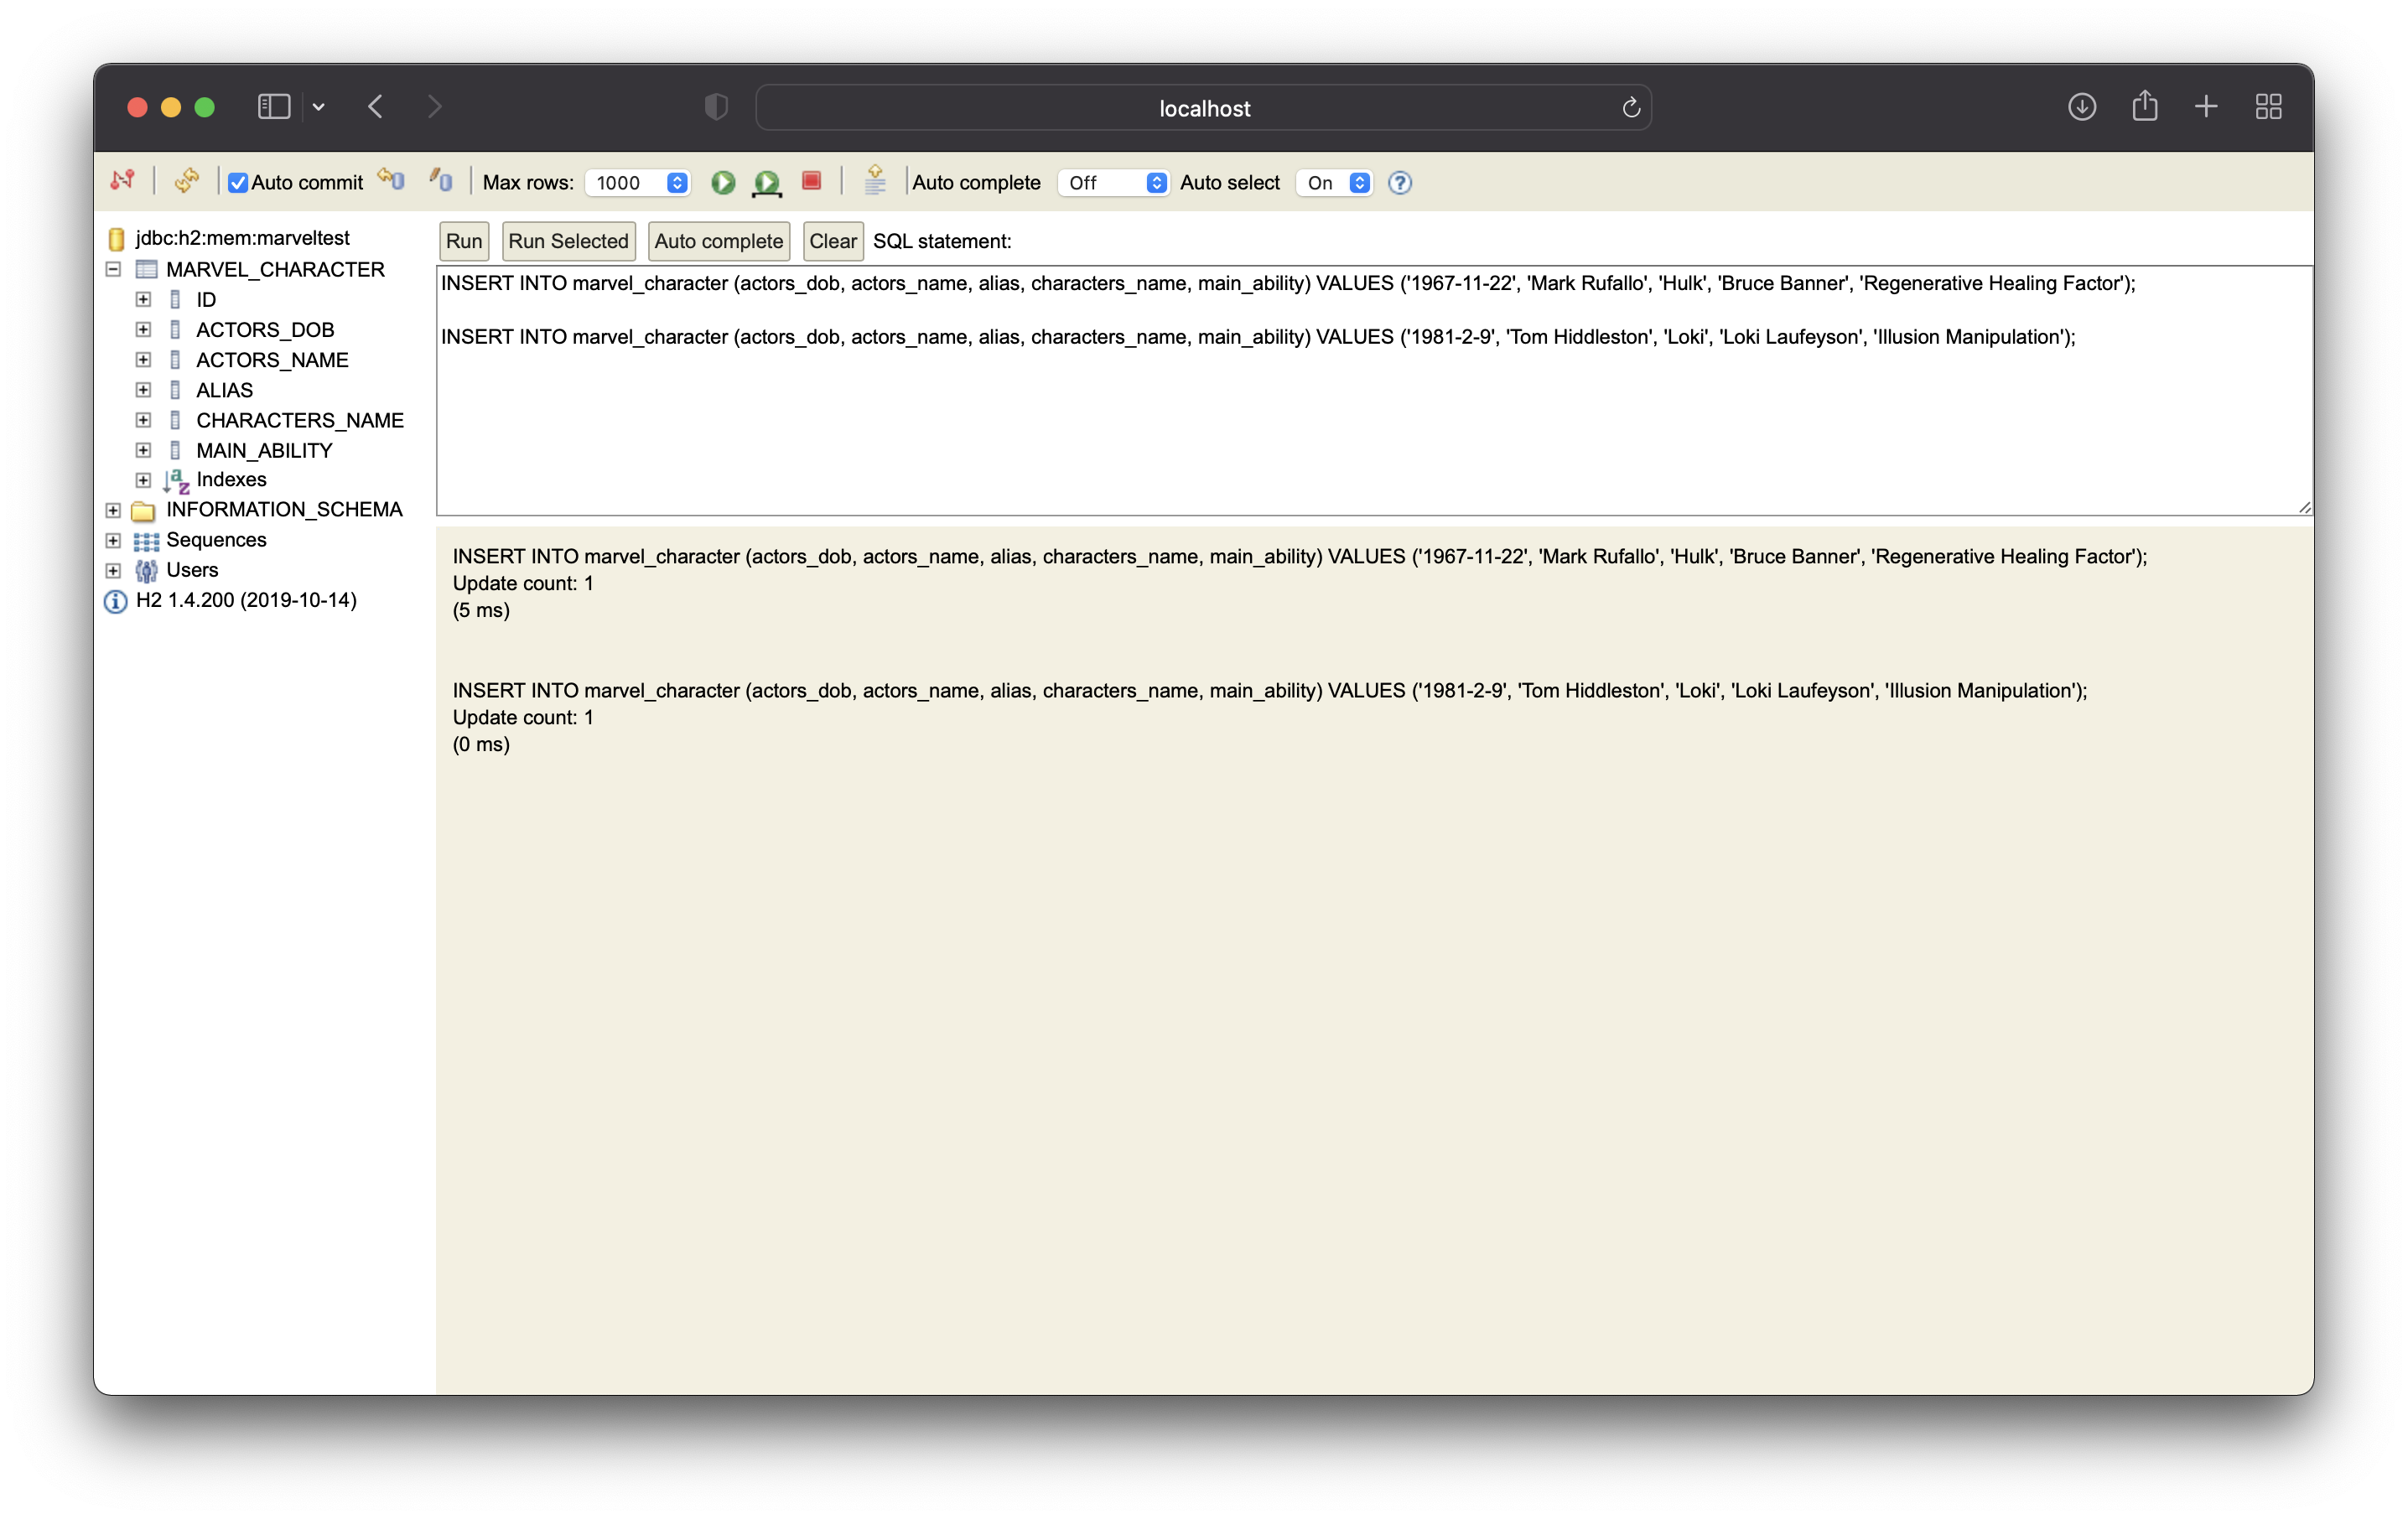 localhost
Auto commit Max rows: 1000 Auto complete Off Auto select On
jdbc:h2:mem:marveltest
MARVEL_CHARACTER
ID
ACTORS_DOB
ACTORS_NAME
ALIAS
CHARACTERS_NAME
MAIN_ABILITY
Indexes
INFORMATION_SCHEMA
Sequences
Users
H2 1.4.200 (2019-10-14)
Run Run Selected Auto complete Clear SQL statement:
INSERT INTO marvel_character (actors_dob, actors_name, alias, characters_name, main_ability) VALUES ('1967-11-22', 'Mark Rufallo', 'Hulk', 'Bruce Banner', 'Regenerative Healing Factor');
INSERT INTO marvel_character (actors_dob, actors_name, alias, characters_name, main_ability) VALUES ('1981-2-9', 'Tom Hiddleston', 'Loki', 'Loki Laufeyson', 'Illusion Manipulation');
INSERT INTO marvel_character (actors_dob, actors_name, alias, characters_name, main_ability) VALUES ('1967-11-22', 'Mark Rufallo', 'Hulk', 'Bruce Banner', 'Regenerative Healing Factor');
Update count: 1
(5 ms)
INSERT INTO marvel_character (actors_dob, actors_name, alias, characters_name, main_ability) VALUES ('1981-2-9', 'Tom Hiddleston', 'Loki', 'Loki Laufeyson', 'Illusion Manipulation');
Update count: 1
(0 ms)